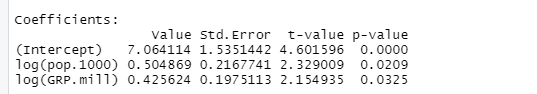 Coefficients:
Value Std.Error t-value p-value
(Intercept) 7.064114 1.5351442 4.601596 0.0000
log(pop.1000) 0.504869 0.2167741 2.329009 0.0209
log(GRP.mill) 0.425624 0.1975113 2.154935 0.0325